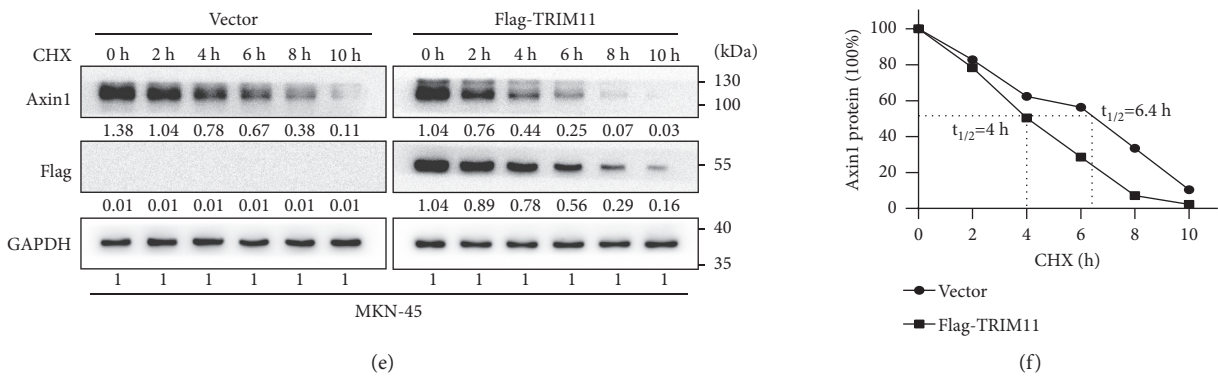 Vector Flag-TRIM11
CHX 0 h 2 h 4 h 6 h 8 h 10 h 0 h 2 h 4 h 6 h 8 h 10 h (kDa)
Axin1 130
100
1.38 1.04 0.78 0.67 0.38 0.11 1.04 0.76 0.44 0.25 0.07 0.03
Flag 55
0.01 0.01 0.01 0.01 0.01 0.01 1.04 0.89 0.78 0.56 0.29 0.16
GAPDH 40
35
1 1 1 1 1 1 1 1 1 1 1 1
MKN-45
(e)
Axin1 protein (100%)
100
80
60
40
20
0
t1/2=6.4 h
t1/2=4 h
0 2 4 6 8 10
CHX (h)
Vector
Flag-TRIM11
(f)